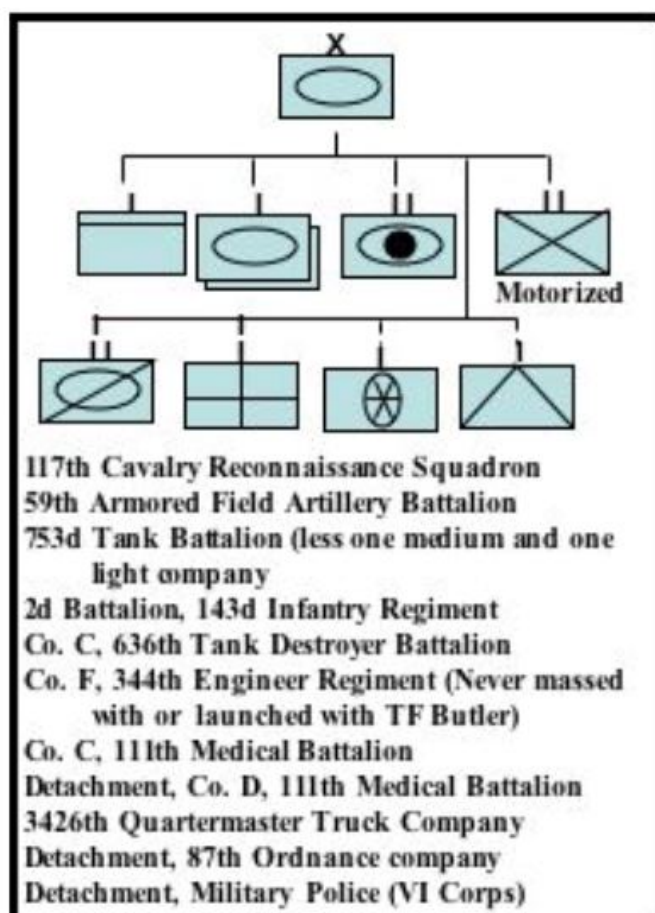 X
Motorized
117th Cavalry Reconnaissance Squadron
59th Armored Field Artillery Battalion
753d Tank Battalion (less one medium and one
light company
2d Battalion, 143d Infantry Regiment
Co. C, 636th Tank Destroyer Battalion
Co. F, 344th Engineer Regiment (Never massed
with or launched with TF Butler)
Co. C, 111th Medical Battalion
Detachment, Co. D, 111th Medical Battalion
3426th Quartermaster Truck Company
Detachment, 87th Ordnance company
Detachment, Military Police (VI Corps)